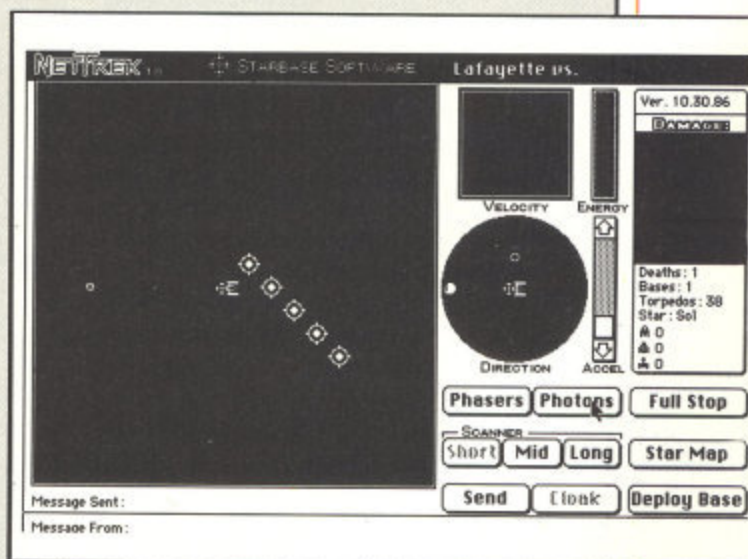 NETTREK 1.0 STARBASE SOFTWARE Lafayette vs.
Ver. 10.30.86
DAMAGE:
VELOCITY ENERGY
Deaths: 1
Bases: 1
Torpedos: 38
Star: Sol
0
0
0
DIRECTION ACCEL
Phasers Photons Full Stop
SCANNER
Short Mid Long Star Map
Send Cloak Deploy Base
Message Sent:
Message From: